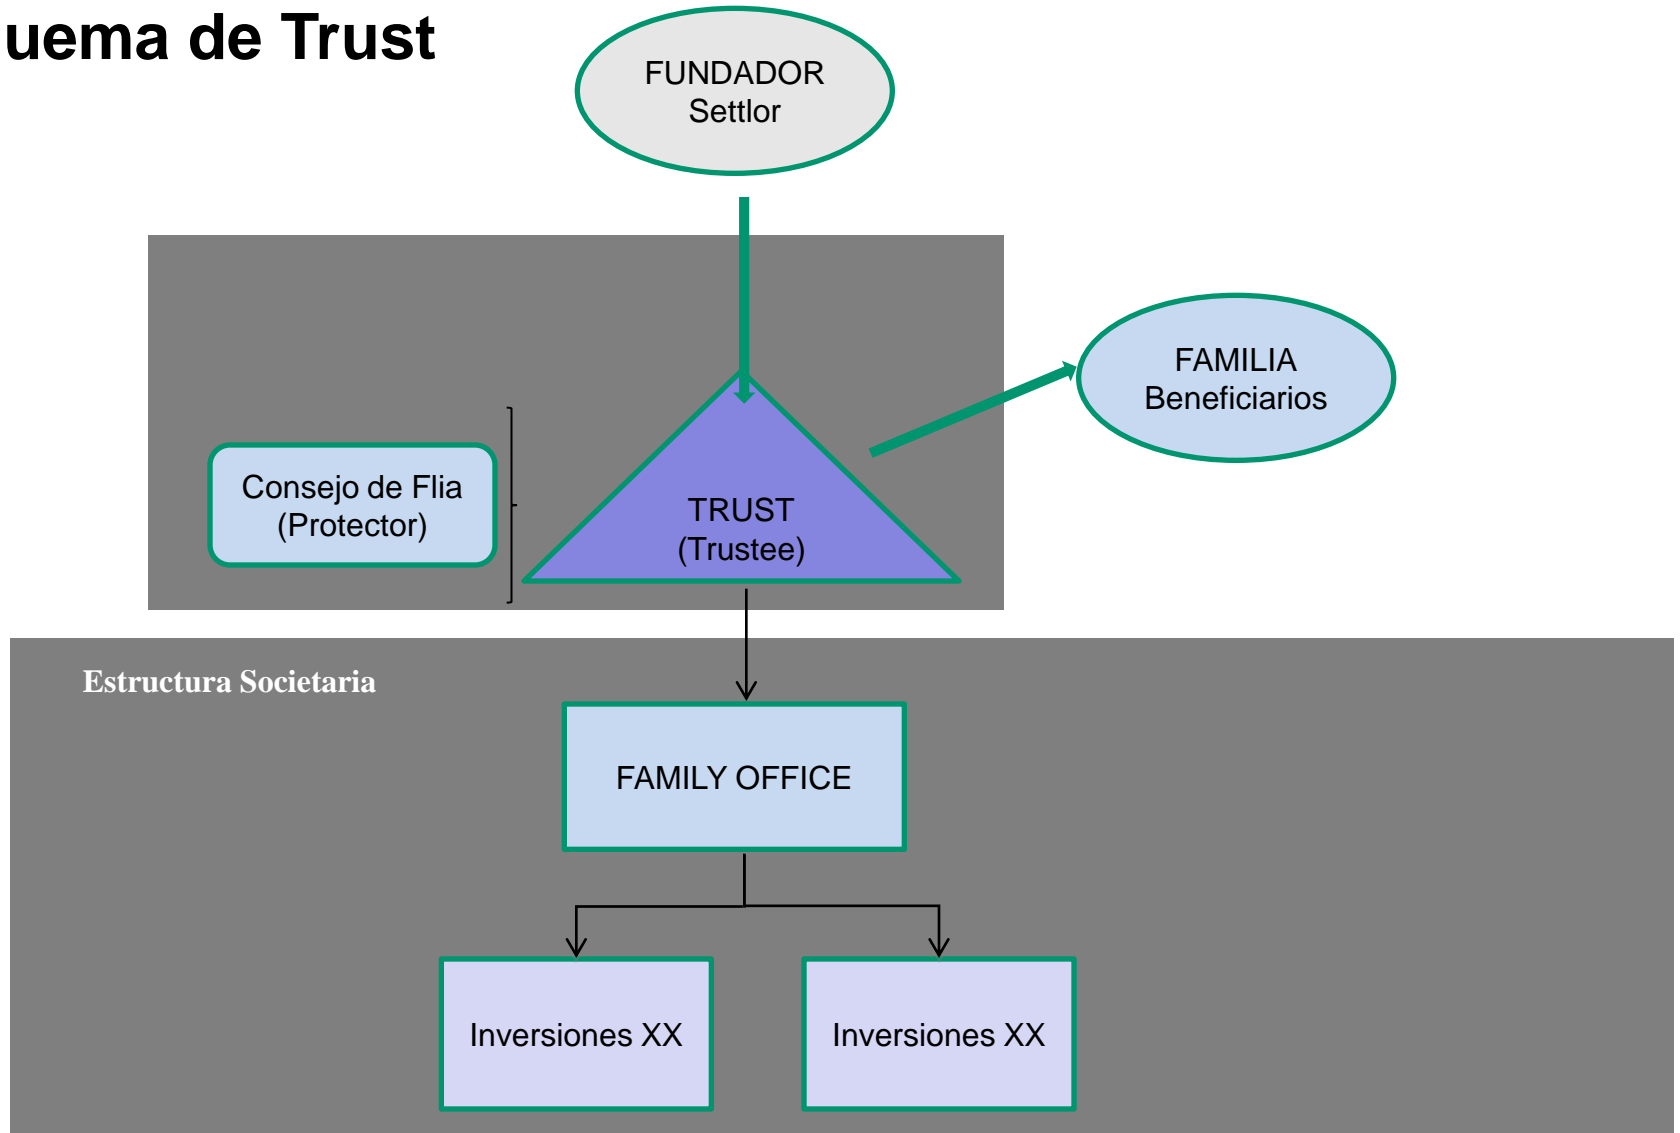 uema de Trust
FUNDADOR
Settlor
FAMILIA
Beneficiarios
Consejo de Flia
(Protector)
TRUST
(Trustee)
Estructura Societaria
FAMILY OFFICE
Inversiones XX
Inversiones XX